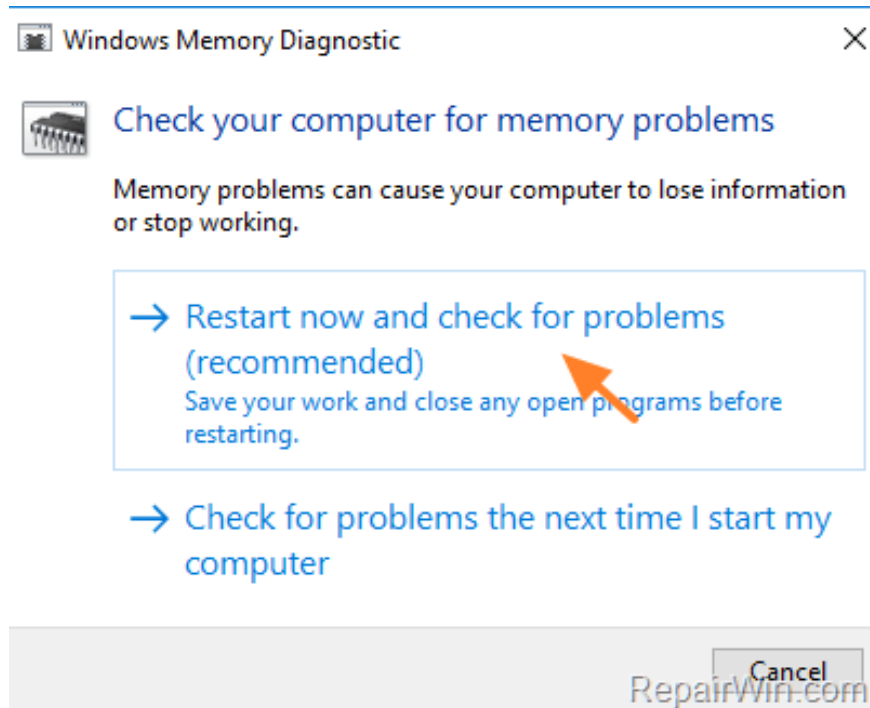 Windows Memory Diagnostic
Check your computer for memory problems
Memory problems can cause your computer to lose information
or stop working.
Restart now and check for problems
(recommended)
Save your work and close any open programs before
restarting.
Check for problems the next time I start my
computer
Cancel
RepairWin.com